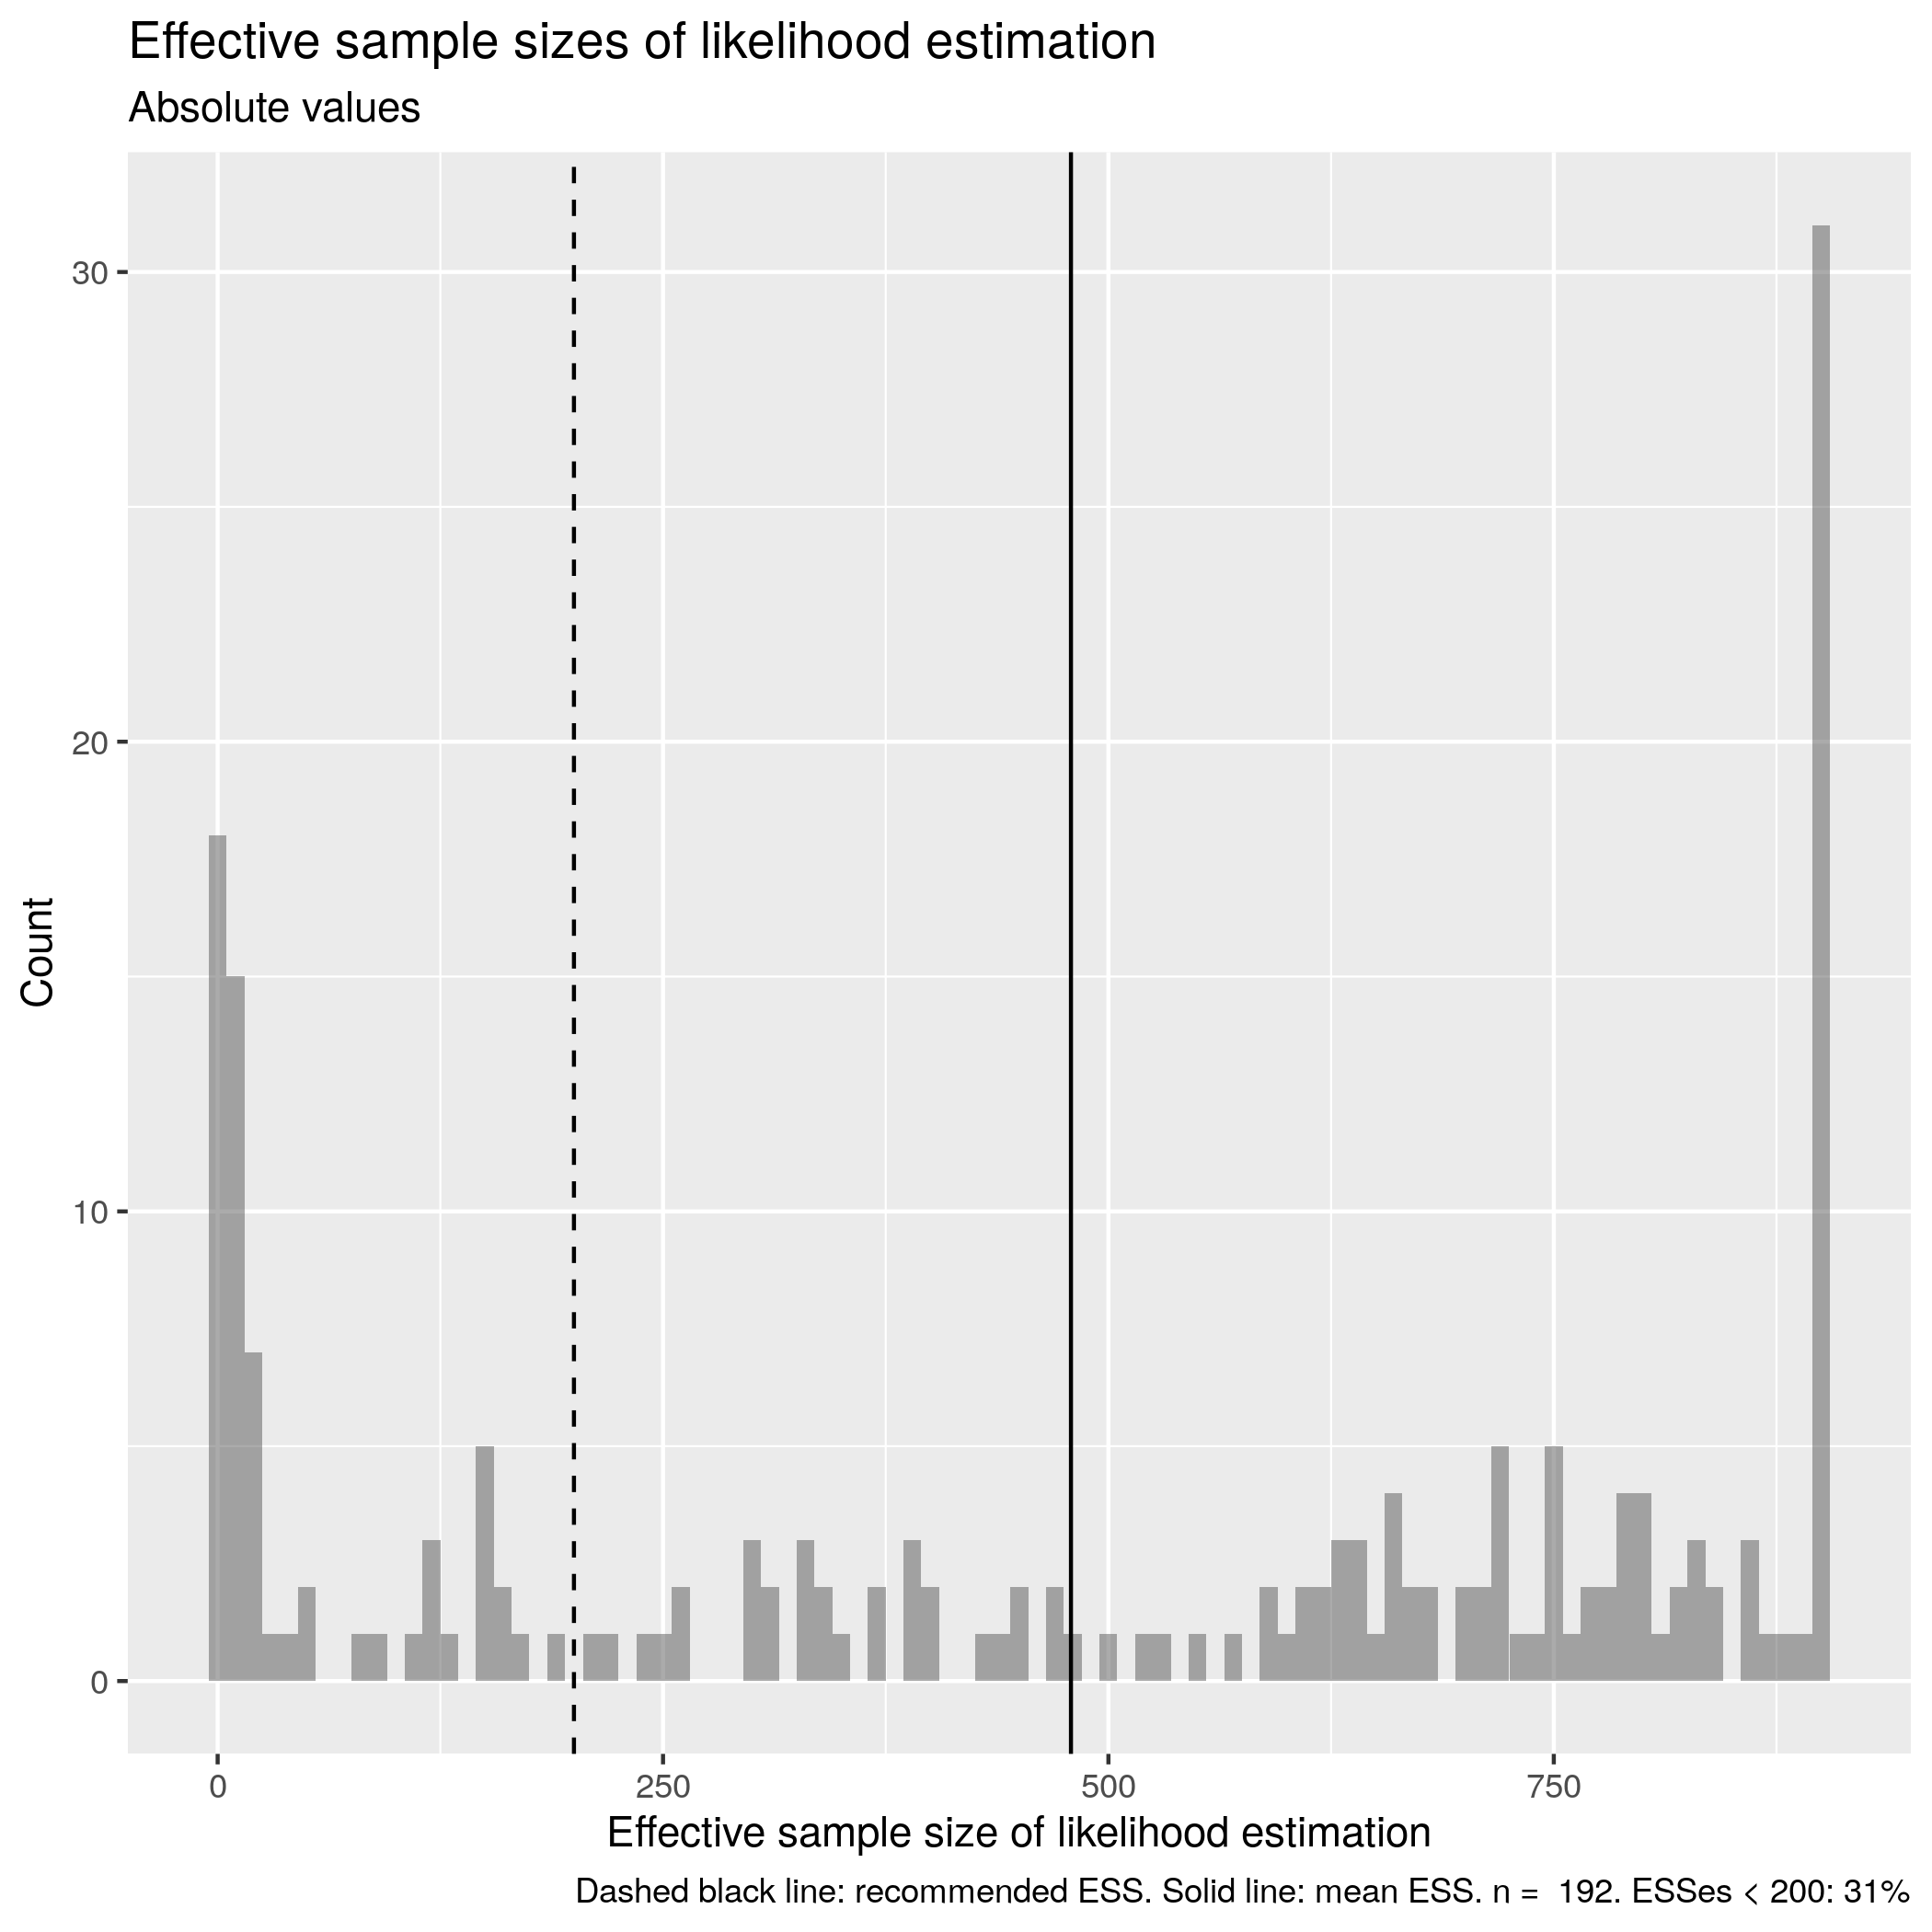 Effective sample sizes of likelihood estimation
Absolute values
30
20
10
0
Count
0 250 500 750
Effective sample size of likelihood estimation
Dashed black line: recommended ESS. Solid line: mean ESS. n =  192. ESSes < 200: 31%